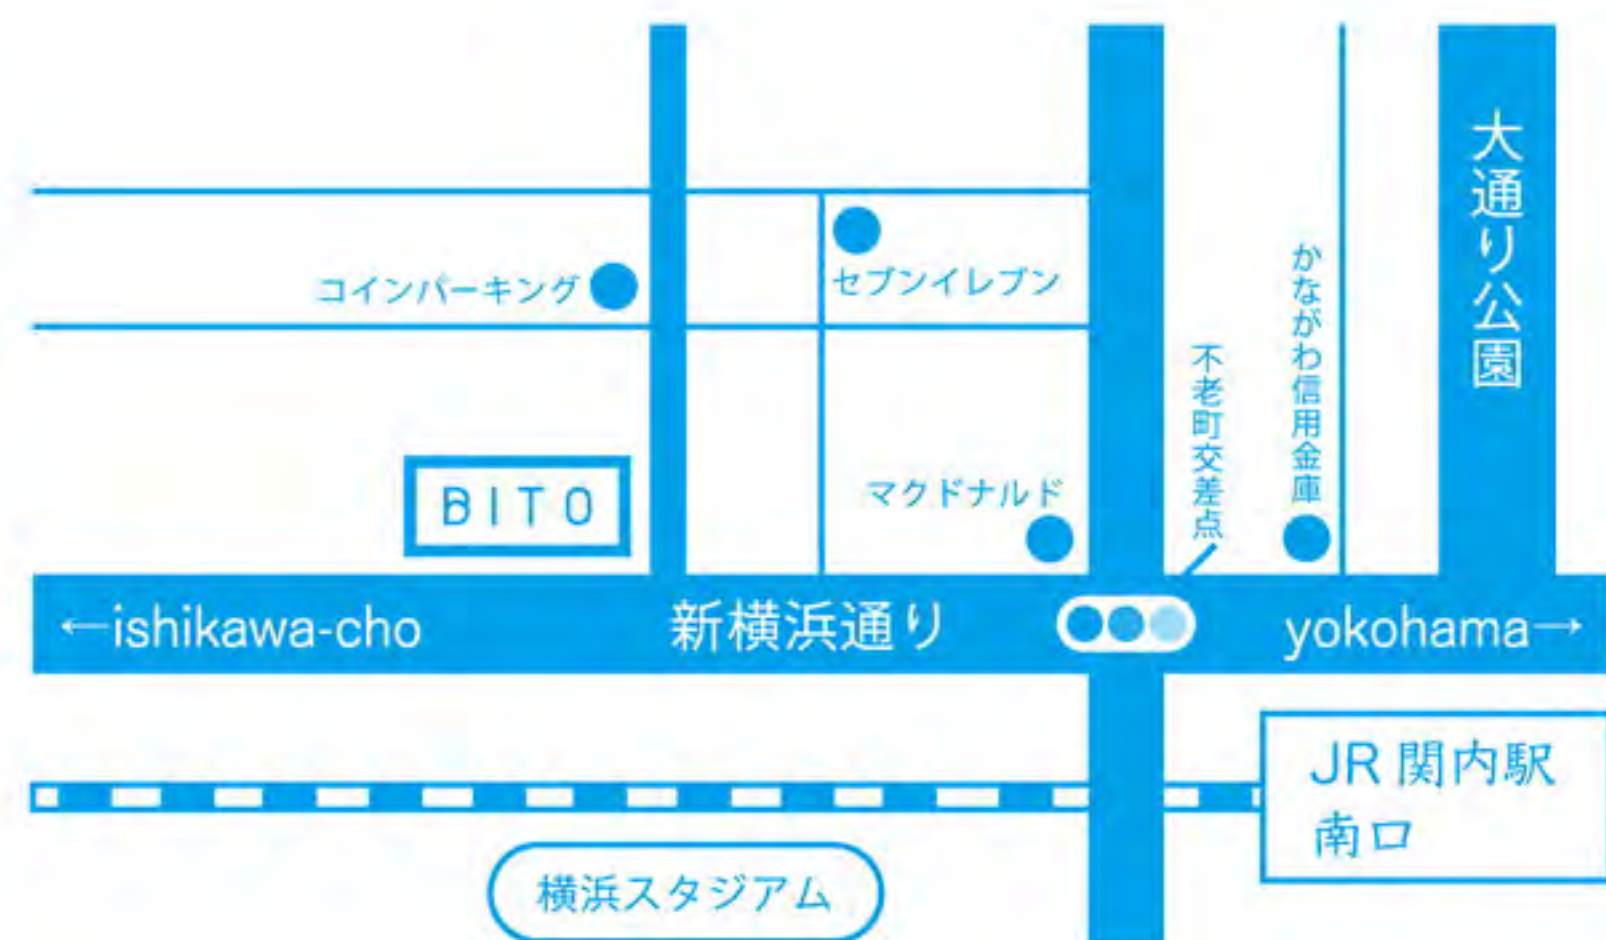 大通り公園
かながわ信用金庫
コインパーキング
セブンイレブン
不老町交差点
マクドナルド
BITO
←ishikawa-cho
新横浜通り
yokohama→
JR 関内駅
南口
横浜スタジアム